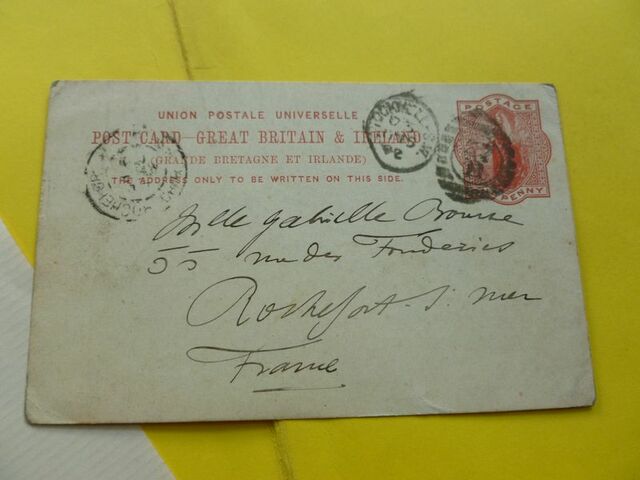 UNION POSTALE UNIVERSELLE
POST CARD—GREAT BRITAIN & IRELAND
(GRANDE BRETAGNE ET IRLANDE)
THE ADDRESS ONLY TO BE WRITTEN ON THIS SIDE.
POSTAGE
PENNY
Melle Gabrielle
55 rue des Fonderies
Rochefort s. mer
France